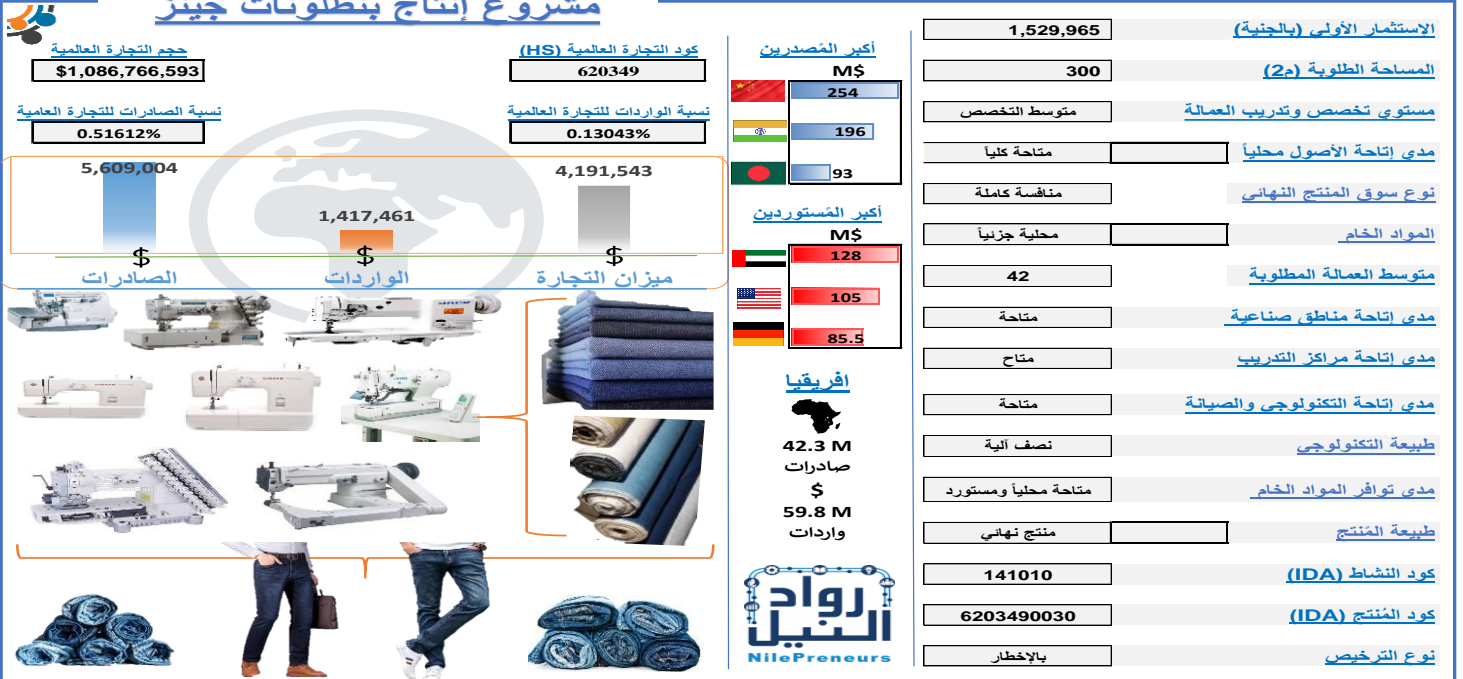 مشروع إنتاج بنطلونات جينز
الإستثمار الأولي (بالجنية)
1,529,965
المساحة الطلوبة (م2)
300
مستوي تخصص وتدريب العمالة
متوسط التخصص
مدي إتاحة الأصول محلياً
متاحة كلياً
نوع سوق المنتج النهائي
منافسة كاملة
المواد الخام
محلية جزئياً
متوسط العمالة المطلوبة
42
مدى إتاحة مناطق صناعية
متاحة
مدى إتاحة مراكز التدريب
متاح
مدى إتاحة التكنولوجي والصيانة
متاحة
طبيعة التكنولوجي
نصف آلية
مدى توافر المواد الخام
متاحة محلياً ومستورد
طبيعة المُنتج
منتج نهائي
كود النشاط (IDA)
141010
كود المُنتج (IDA)
6203490030
نوع الترخيص
بالإخطار
أكبر المُصدرين
M$
254
196
93
أكبر المُستوردين
M$
128
105
85.5
افريقيا
42.3 M
صادرات
$
59.8 M
واردات
رواد
النيل
NilePreneurs
كود التجارة العالمية (HS)
620349
حجم التجارة العالمية
$1,086,766,593
نسبة الواردات للتجارة العالمية
0.13043%
نسبة الصادرات للتجارة العامية
0.51612%
4,191,543
1,417,461
5,609,004
$
$
$
ميزان التجارة
الواردات
الصادرات